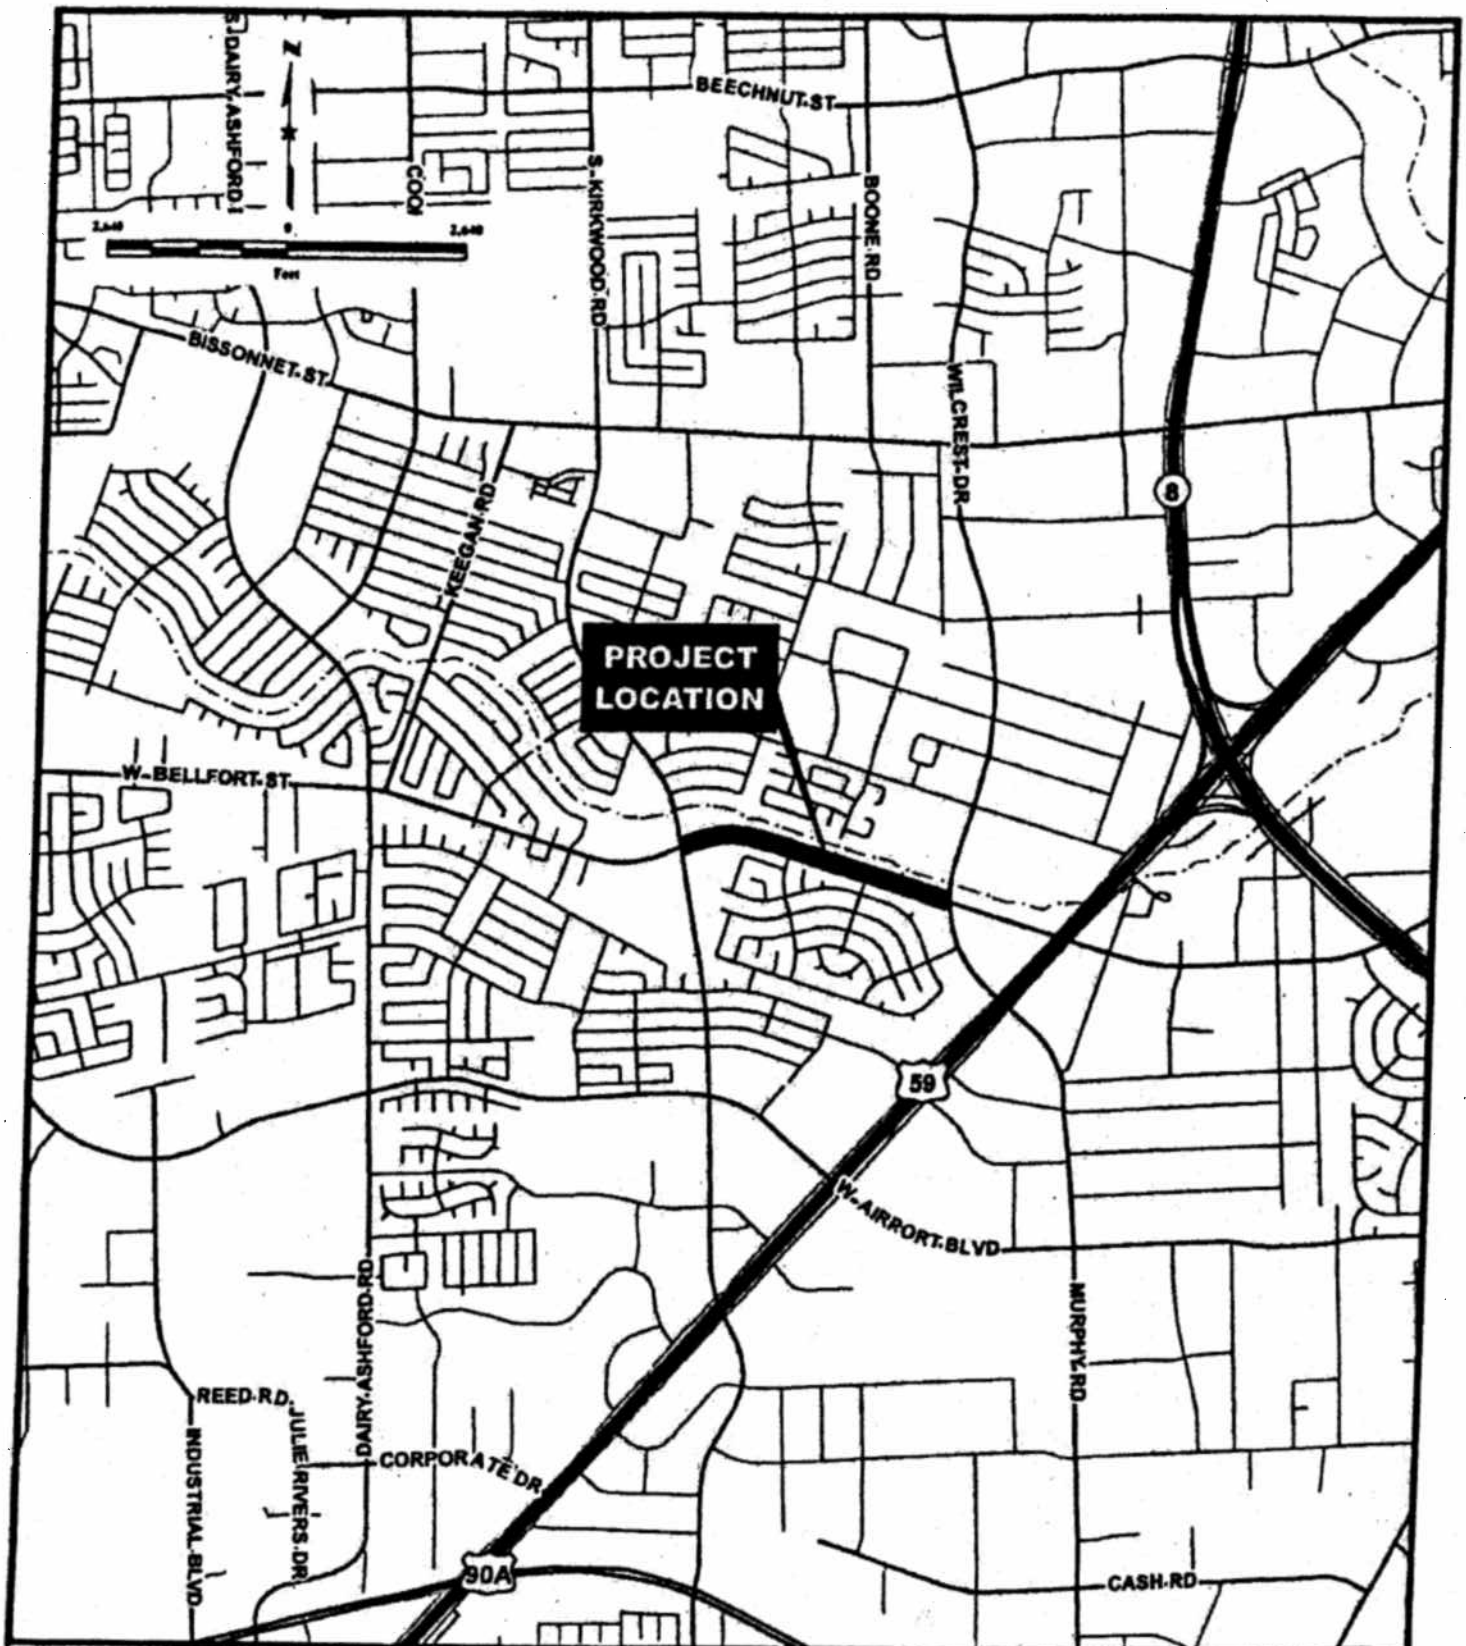 S. DAIRY ASHFORD
N
BEECHNUT ST
COOK
S KIRKWOOD RD
BOONE RD
2,640 0 2,640
Feet
BISSONNET ST
WILCREST DR
8
KEEGAN RD
PROJECT
LOCATION
W BELLFORT ST
59
W AIRPORT BLVD
DAIRY ASHFORD RD
MURPHY RD
REED RD
JULIE RIVERS DR
INDUSTRIAL BLVD
CORPORATE DR
90A
CASH RD